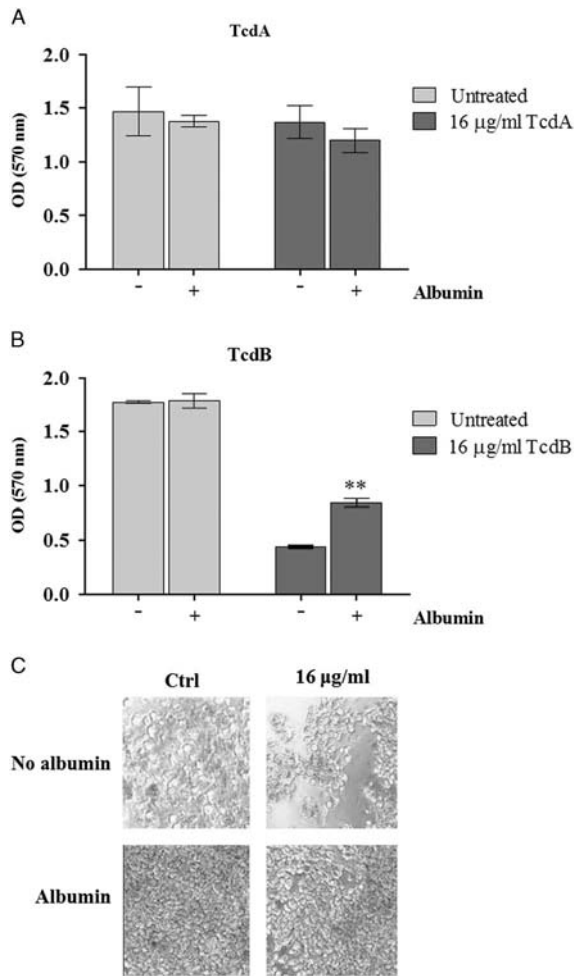 A
TcdA
2.0
1.5
1.0
0.5
0.0
OD (570 nm)
Untreated
16 µg/ml TcdA
- + - + Albumin
B
TcdB
2.0
1.5
1.0
0.5
0.0
OD (570 nm)
**
Untreated
16 µg/ml TcdB
- + - + Albumin
C
Ctrl 16 µg/ml
No albumin
Albumin